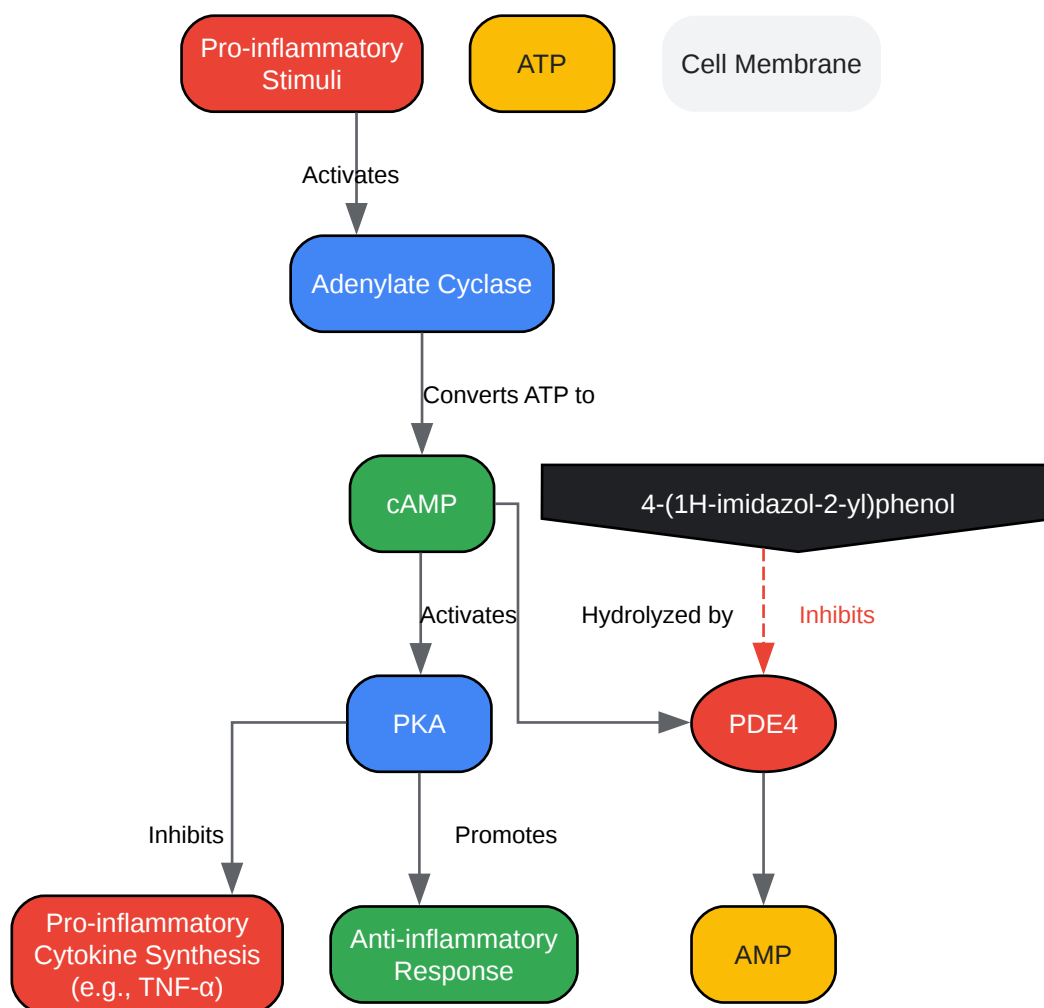 Pro-inflammatory
Stimuli
ATP
Cell Membrane
Activates
Adenylate Cyclase
Converts ATP to
cAMP
4-(1H-imidazol-2-yl)phenol
Activates
Hydrolyzed by
Inhibits
PKA
PDE4
Inhibits
Promotes
Pro-inflammatory
Cytokine Synthesis
(e.g., TNF-α)
Anti-inflammatory
Response
AMP